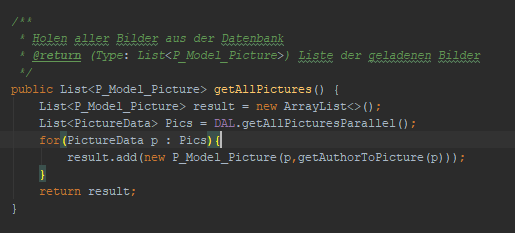 /**
 * Holen aller Bilder aus der Datenbank
 * @return (Type: List<P_Model_Picture>) Liste der geladenen Bilder
 */
public List<P_Model_Picture> getAllPictures() {
    List<P_Model_Picture> result = new ArrayList<>();
    List<PictureData> Pics = DAL.getAllPicturesParallel();
    for(PictureData p : Pics){
        result.add(new P_Model_Picture(p,getAuthorToPicture(p)));
    }
    return result;
}